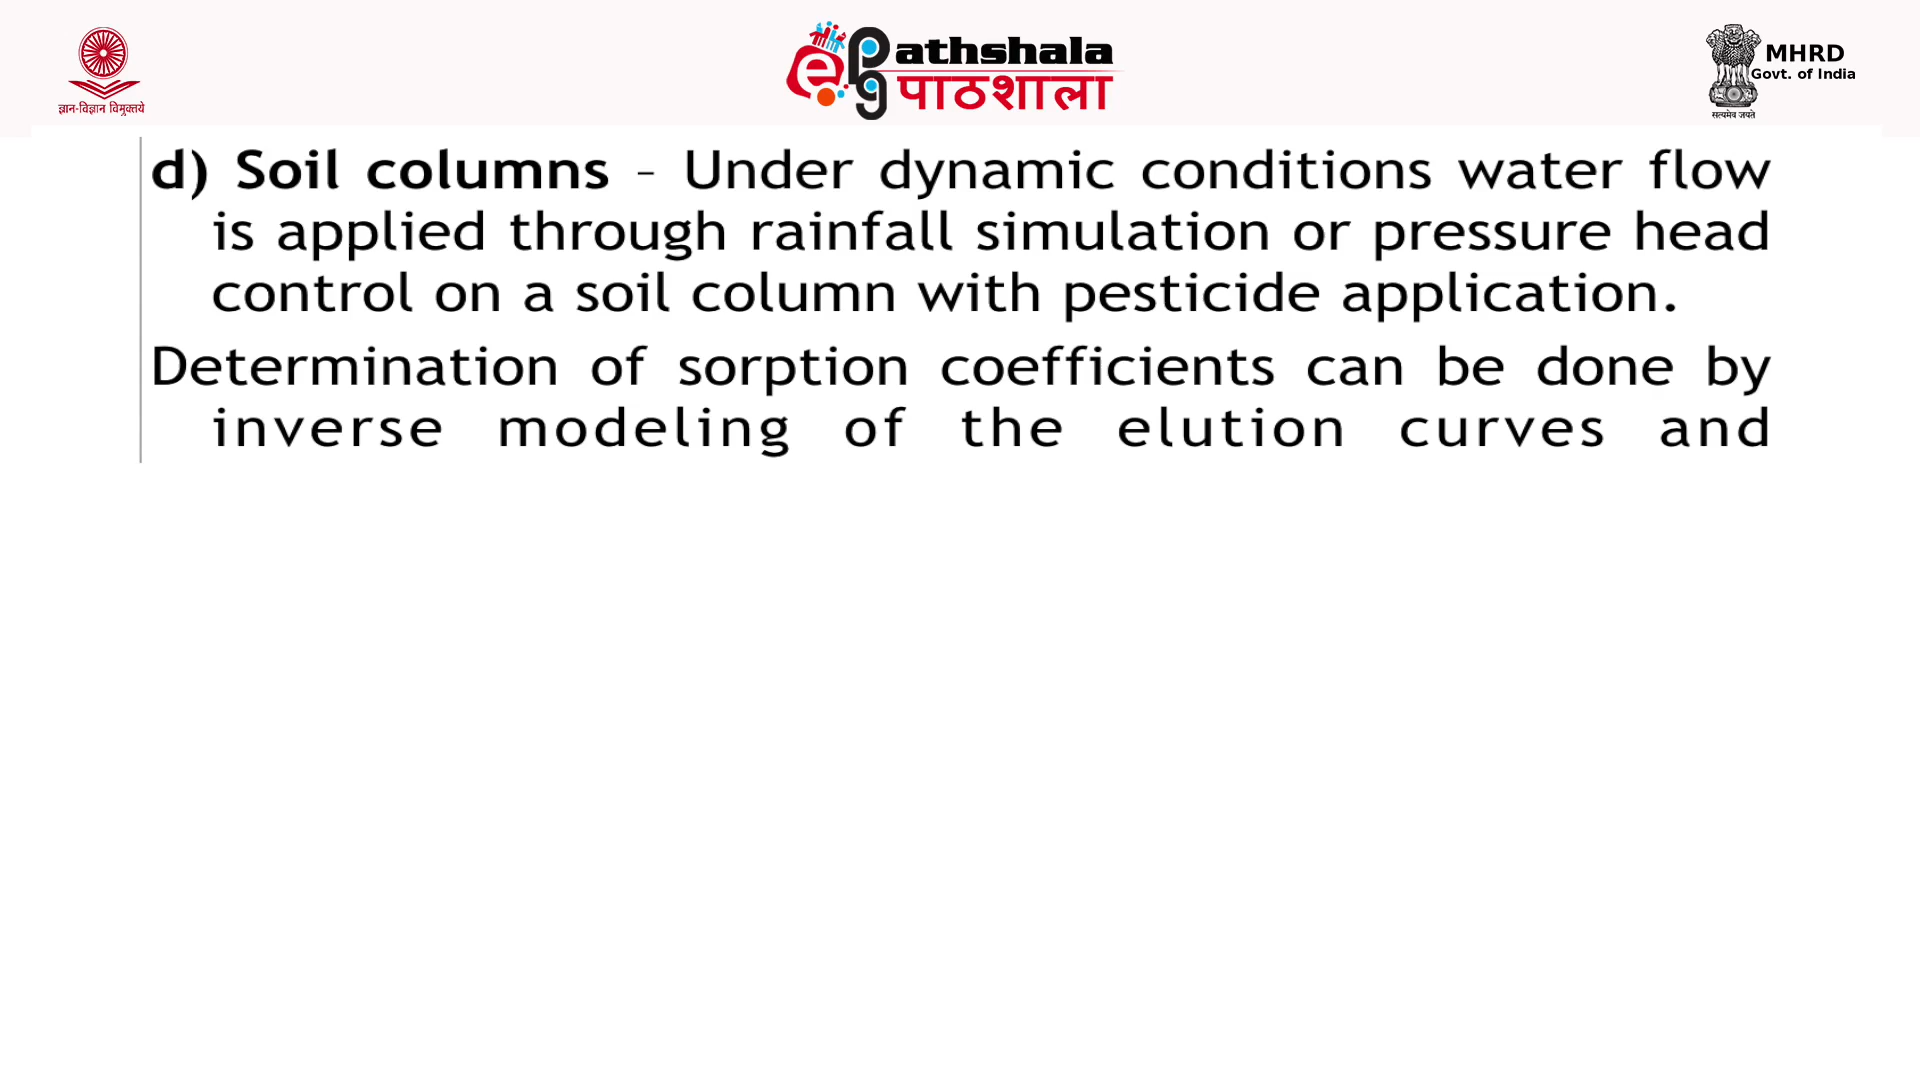 ज्ञान-विज्ञान विमुक्तये
ePathshala
पाठशाला
MHRD
Govt. of India
सत्यमेव जयते
d) Soil columns – Under dynamic conditions water flow
is applied through rainfall simulation or pressure head
control on a soil column with pesticide application.
Determination of sorption coefficients can be done by
inverse modeling of the elution curves and